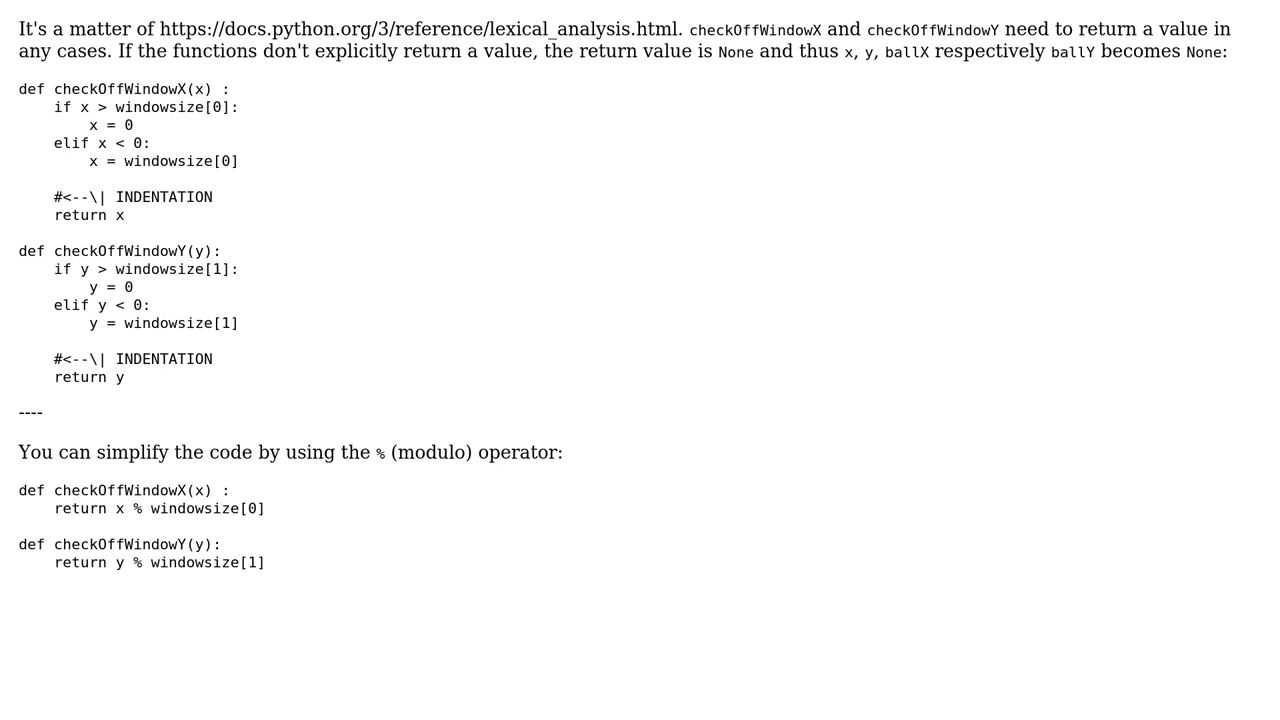 It's a matter of https://docs.python.org/3/reference/lexical_analysis.html. checkOffWindowX and checkOffWindowY need to return a value in
any cases. If the functions don't explicitly return a value, the return value is None and thus x, y, ballX respectively ballY becomes None:
def checkOffWindowX(x) :
    if x > windowsize[0]:
        x = 0
    elif x < 0:
        x = windowsize[0]
    #<--\| INDENTATION
    return x
def checkOffWindowY(y):
    if y > windowsize[1]:
        y = 0
    elif y < 0:
        y = windowsize[1]
    #<--\| INDENTATION
    return y
----
You can simplify the code by using the % (modulo) operator:
def checkOffWindowX(x) :
    return x % windowsize[0]
def checkOffWindowY(y):
    return y % windowsize[1]